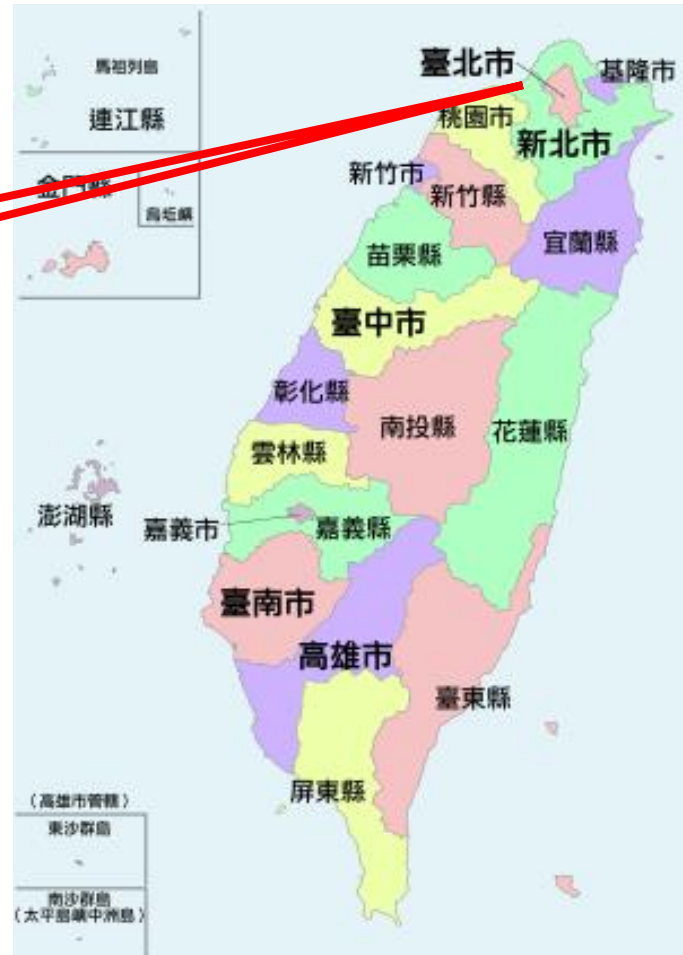 馬祖列島
連江縣
金門縣
烏坵鄉
臺北市
基隆市
桃園市
新北市
新竹市
新竹縣
宜蘭縣
苗栗縣
臺中市
彰化縣
南投縣
花蓮縣
雲林縣
澎湖縣
嘉義市
嘉義縣
臺南市
高雄市
臺東縣
屏東縣
（高雄市管轄）
東沙群島
南沙群島
（太平島嶼中洲島）